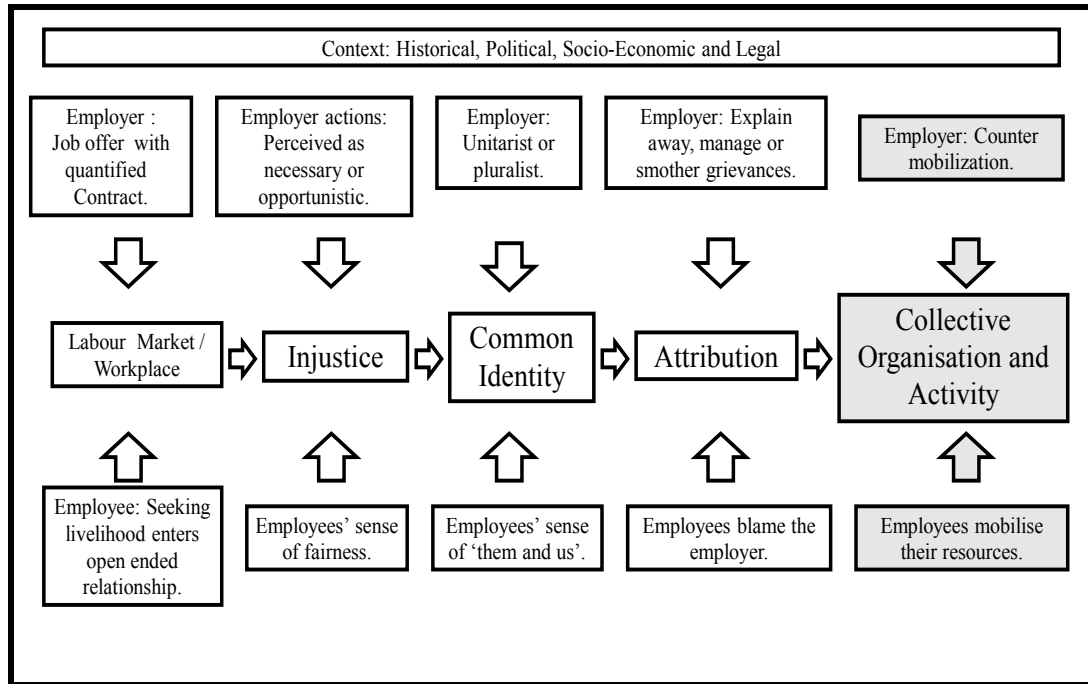 Context: Historical, Political, Socio-Economic and Legal
Employer :
Job offer with
quantified
Contract.
Employer actions:
Perceived as
necessary or
opportunistic.
Employer:
Unitarist or
pluralist.
Employer: Explain
away, manage or
smother grievances.
Employer: Counter
mobilization.
Labour Market /
Workplace
Injustice
Common
Identity
Attribution
Collective
Organisation and
Activity
Employee: Seeking
livelihood enters
open ended
relationship.
Employees’ sense
of fairness.
Employees’ sense
of ‘them and us’.
Employees blame the
employer.
Employees mobilise
their resources.